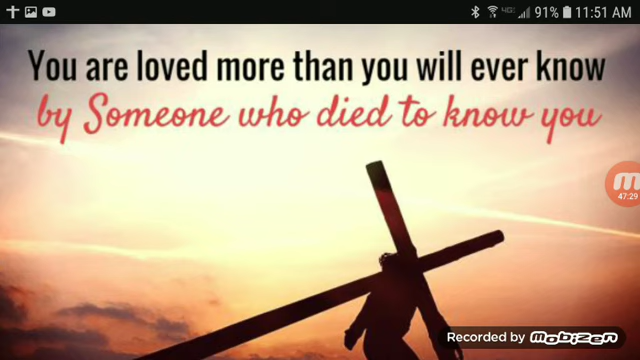 91% 11:51 AM
You are loved more than you will ever know
by Someone who died to know you
47:29
Recorded by Mobizen